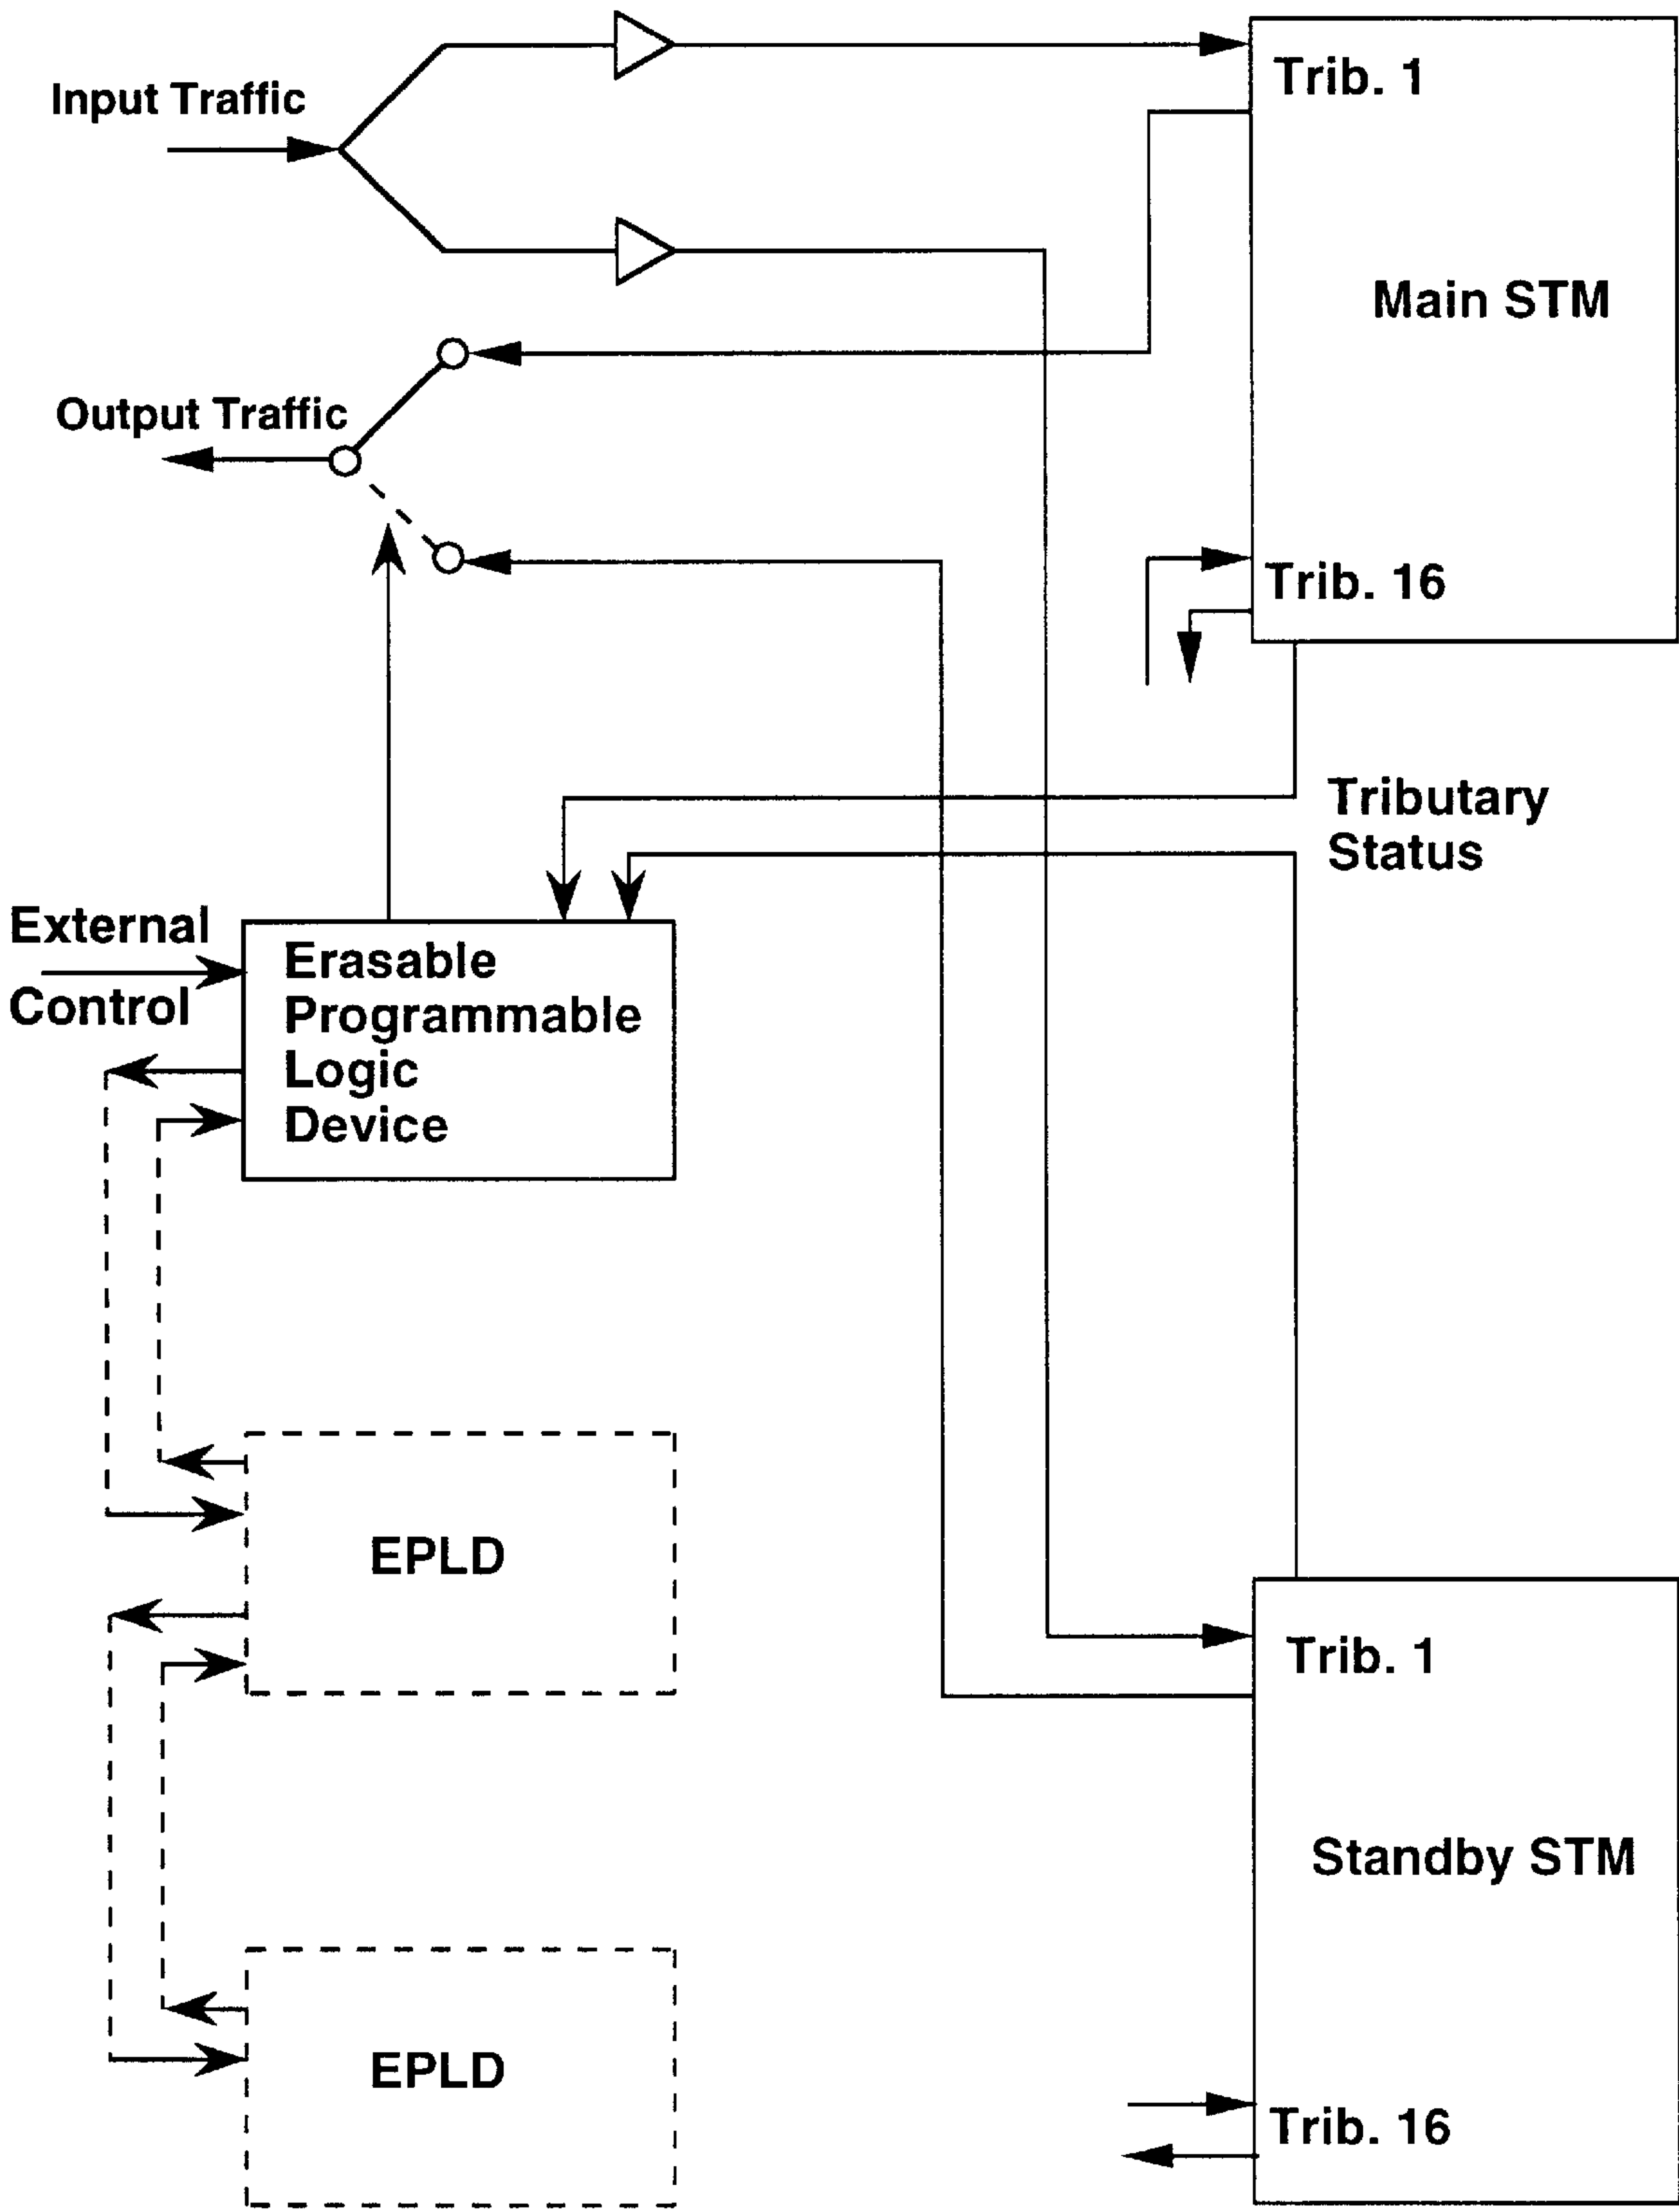 Input Traffic
Trib. 1
Main STM
Output Traffic
Trib. 16
Tributary
Status
External
Control
Erasable
Programmable
Logic
Device
EPLD
Trib. 1
Standby STM
EPLD
Trib. 16